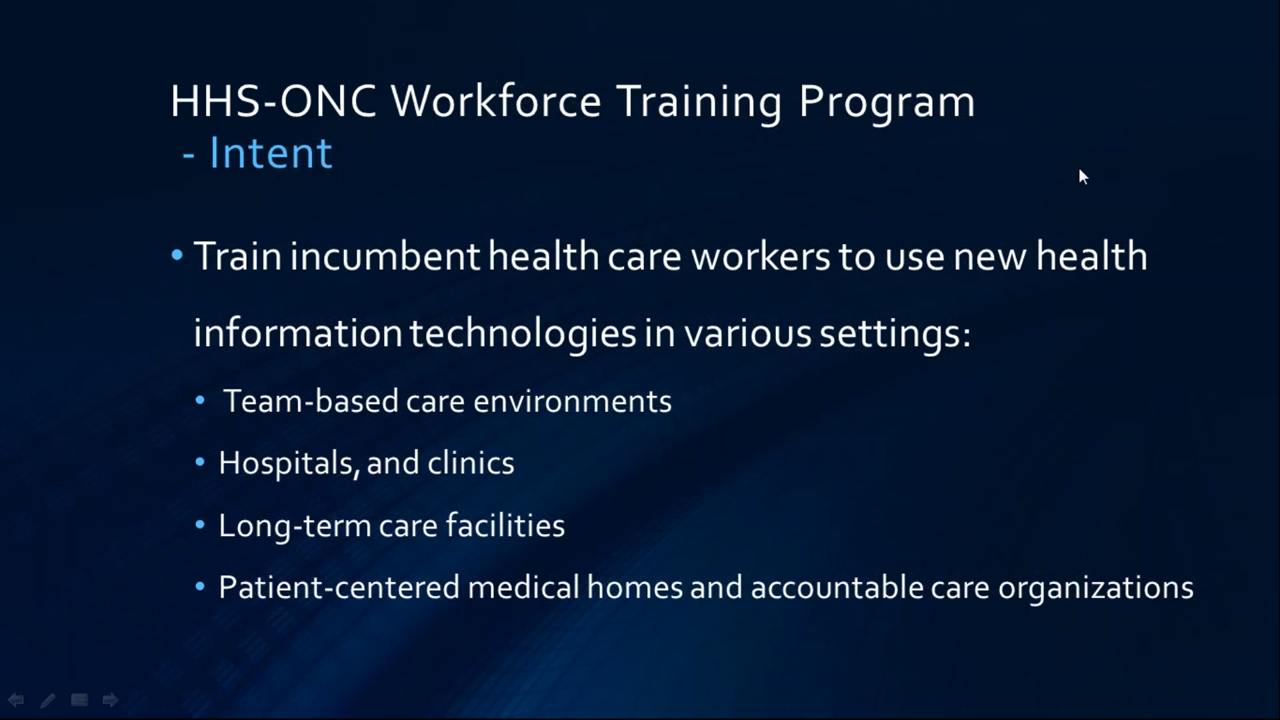 HHS-ONC Workforce Training Program
- Intent
• Train incumbent health care workers to use new health
information technologies in various settings:
• Team-based care environments
• Hospitals, and clinics
• Long-term care facilities
• Patient-centered medical homes and accountable care organizations